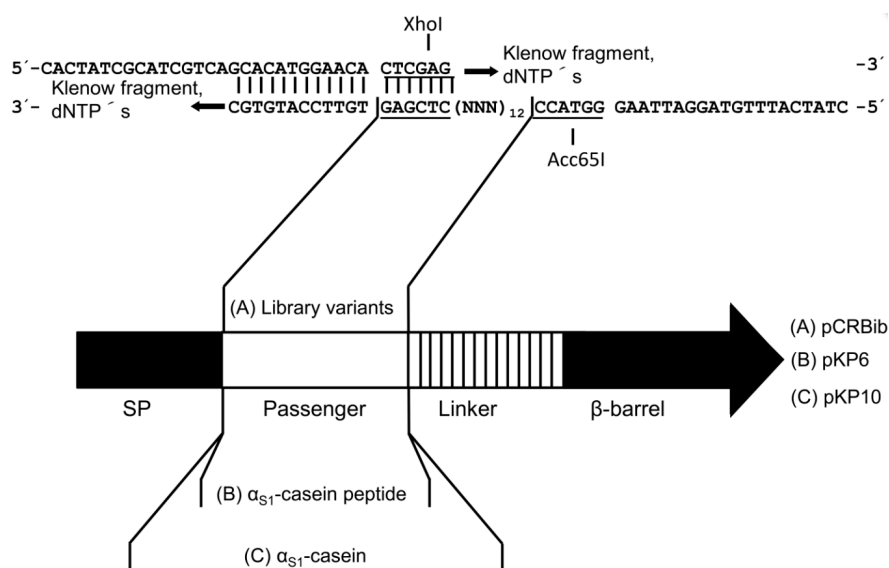 XhoI
5´-CACTATCGCATCGTCAGCACATGGAACA CTCGAG Klenow fragment, dNTP´s -3´
Klenow fragment, dNTP´s
3´- CGTGTACCTTGT GAGCTC(NNN)₁₂ CCATGG GAATTAGGATGTTTACTATC -5´
Acc65I
(A) Library variants
(A) pCRBib
(B) pKP6
(C) pKP10
SP Passenger Linker β-barrel
(B) αS1-casein peptide
(C) αS1-casein